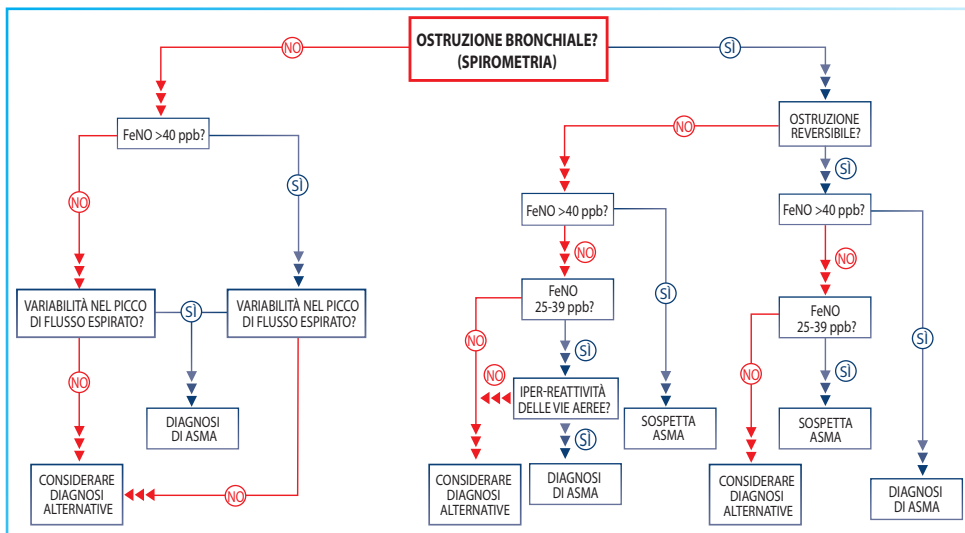 OSTRUZIONE BRONCHIALE?
(SPIROMETRIA)
NO
SÌ
FeNO >40 ppb?
NO
SÌ
VARIABILITÀ NEL PICCO
DI FLUSSO ESPIRATO?
SÌ
VARIABILITÀ NEL PICCO
DI FLUSSO ESPIRATO?
NO
DIAGNOSI
DI ASMA
CONSIDERARE
DIAGNOSI
ALTERNATIVE
NO
OSTRUZIONE
REVERSIBILE?
NO
SÌ
FeNO >40 ppb?
NO
SÌ
FeNO
25-39 ppb?
NO
SÌ
IPER-REATTIVITÀ
DELLE VIE AEREE?
NO
SÌ
SOSPETTA
ASMA
CONSIDERARE
DIAGNOSI
ALTERNATIVE
DIAGNOSI
DI ASMA
FeNO >40 ppb?
NO
SÌ
FeNO
25-39 ppb?
NO
SÌ
SOSPETTA
ASMA
CONSIDERARE
DIAGNOSI
ALTERNATIVE
DIAGNOSI
DI ASMA